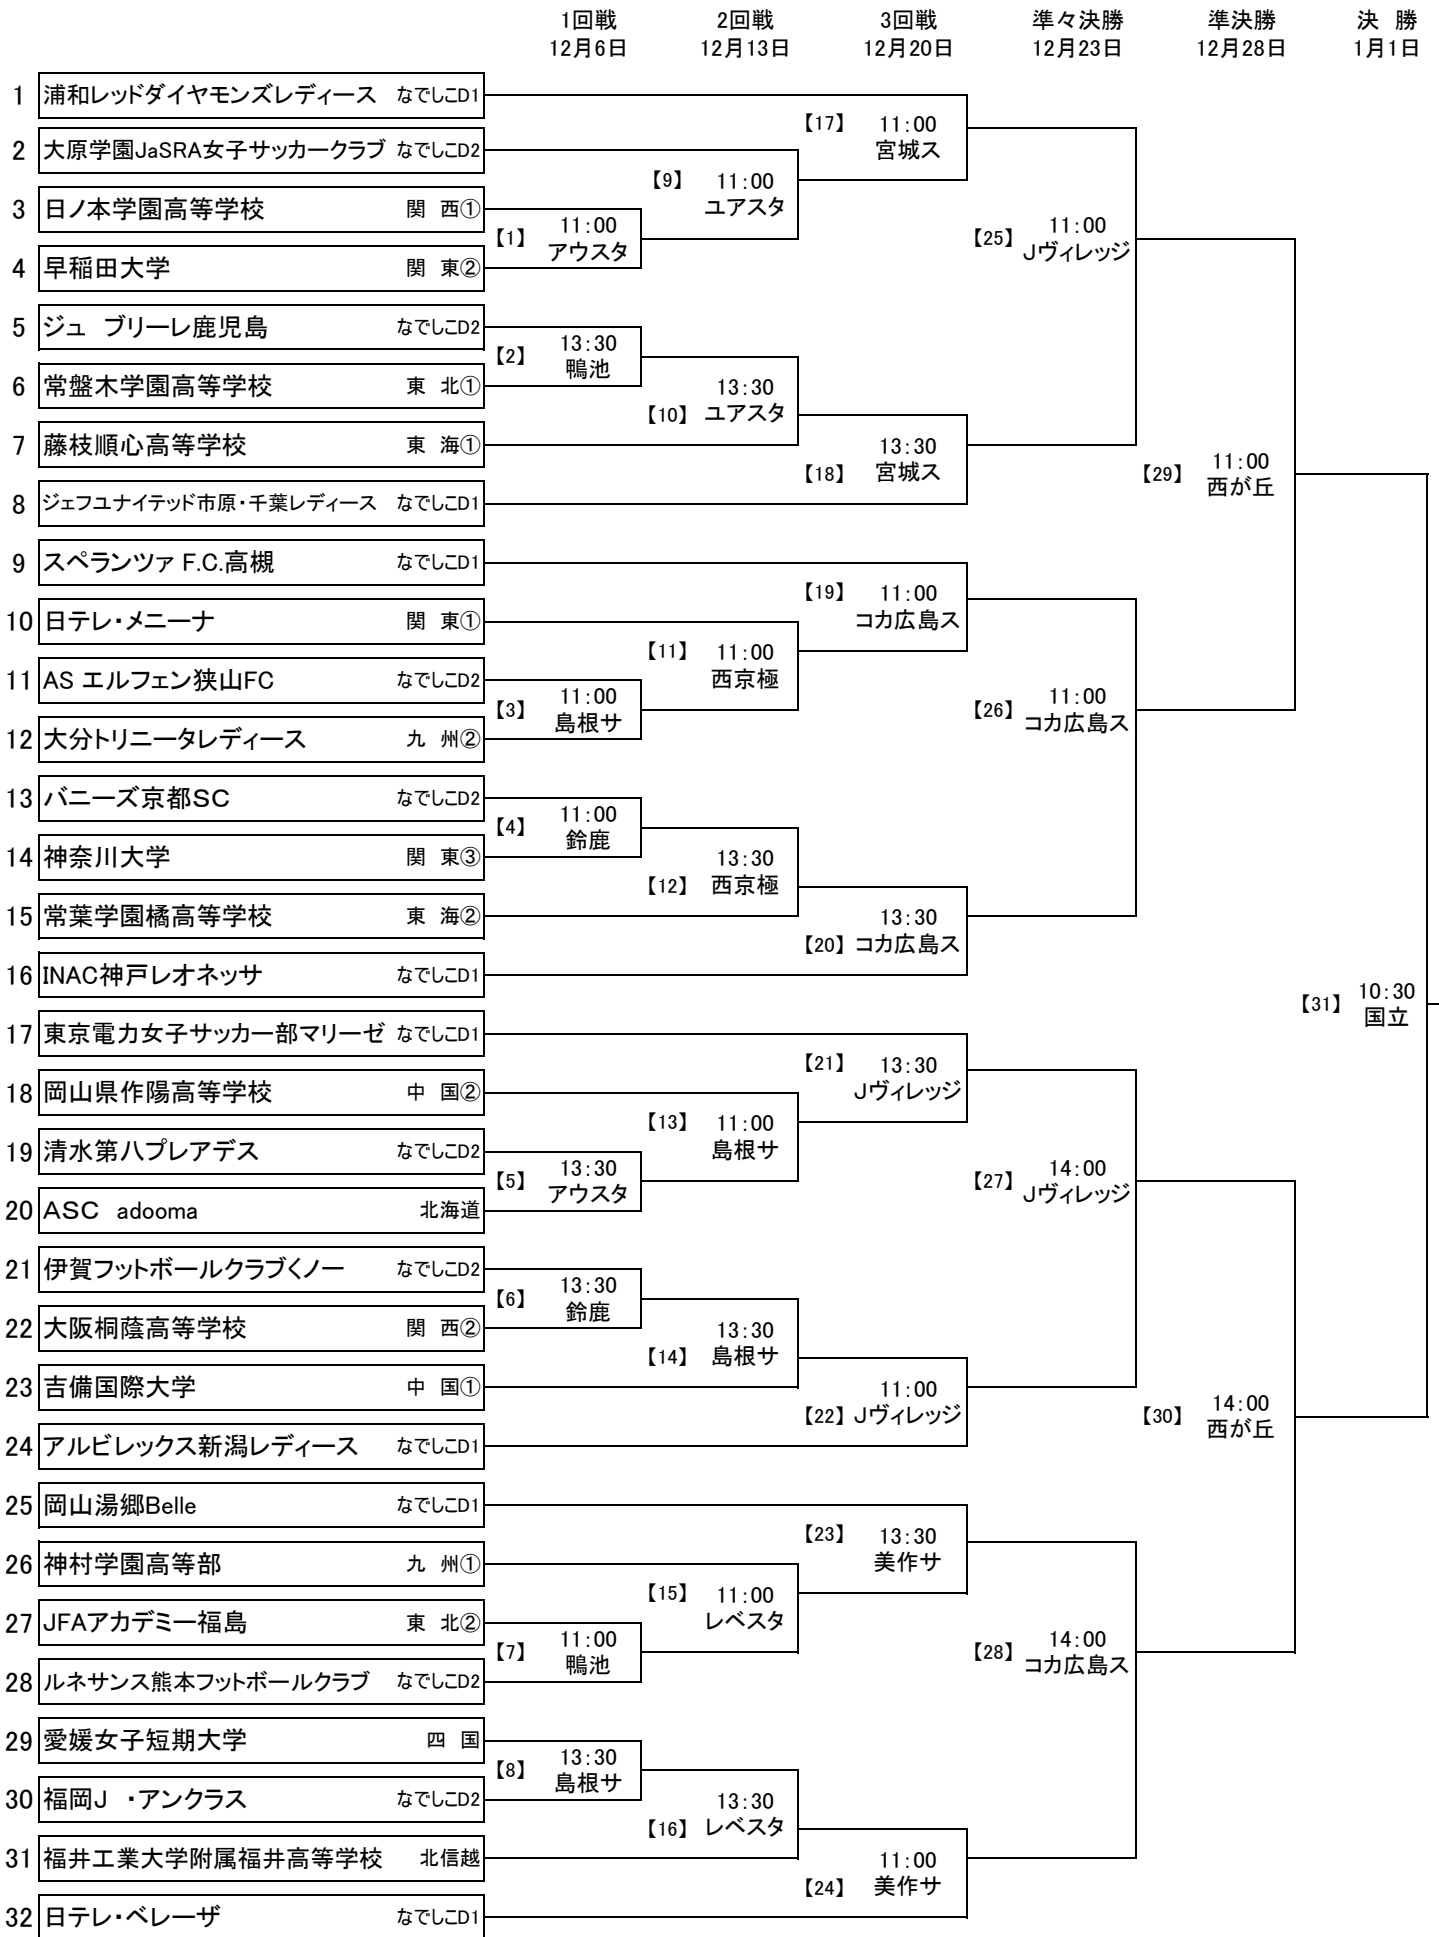 1回戦 2回戦 3回戦 準々決勝 準決勝 決 勝
12月6日 12月13日 12月20日 12月23日 12月28日 1月1日
1 浦和レッドダイヤモンズレディース なでしこD1
【17】 11:00
宮城ス
2 大原学園JaSRA女子サッカークラブ なでしこD2
【9】 11:00
ユアスタ
3 日ノ本学園高等学校 関 西①
【1】 11:00
アウスタ
【25】 11:00
Jヴィレッジ
4 早稲田大学 関 東②
5 ジュ ブリーレ鹿児島 なでしこD2
【2】 13:30
鴨池
6 常盤木学園高等学校 東 北①
【10】 13:30
ユアスタ
7 藤枝順心高等学校 東 海①
【18】 13:30
宮城ス
【29】 11:00
西が丘
8 ジェフユナイテッド市原・千葉レディース なでしこD1
9 スペランツァ F.C.高槻 なでしこD1
【19】 11:00
コカ広島ス
10 日テレ・メニーナ 関 東①
【11】 11:00
西京極
11 AS エルフェン狭山FC なでしこD2
【3】 11:00
島根サ
【26】 11:00
コカ広島ス
12 大分トリニータレディース 九 州②
13 バニーズ京都SC なでしこD2
【4】 11:00
鈴鹿
14 神奈川大学 関 東③
【12】 13:30
西京極
15 常葉学園橘高等学校 東 海②
【20】 13:30
コカ広島ス
16 INAC神戸レオネッサ なでしこD1
【31】 10:30
国立
17 東京電力女子サッカー部マリーゼ なでしこD1
【21】 13:30
Jヴィレッジ
18 岡山県作陽高等学校 中 国②
【13】 11:00
島根サ
19 清水第八プレアデス なでしこD2
【5】 13:30
アウスタ
【27】 14:00
Jヴィレッジ
20 ASC adooma 北海道
21 伊賀フットボールクラブくノ一 なでしこD2
【6】 13:30
鈴鹿
22 大阪桐蔭高等学校 関 西②
【14】 13:30
島根サ
23 吉備国際大学 中 国①
【22】 11:00
Jヴィレッジ
【30】 14:00
西が丘
24 アルビレックス新潟レディース なでしこD1
25 岡山湯郷Belle なでしこD1
【23】 13:30
美作サ
26 神村学園高等部 九 州①
【15】 11:00
レベスタ
27 JFAアカデミー福島 東 北②
【7】 11:00
鴨池
【28】 14:00
コカ広島ス
28 ルネサンス熊本フットボールクラブ なでしこD2
29 愛媛女子短期大学 四 国
【8】 13:30
島根サ
30 福岡J ・アンクラス なでしこD2
【16】 13:30
レベスタ
31 福井工業大学附属福井高等学校 北信越
【24】 11:00
美作サ
32 日テレ・ベレーザ なでしこD1